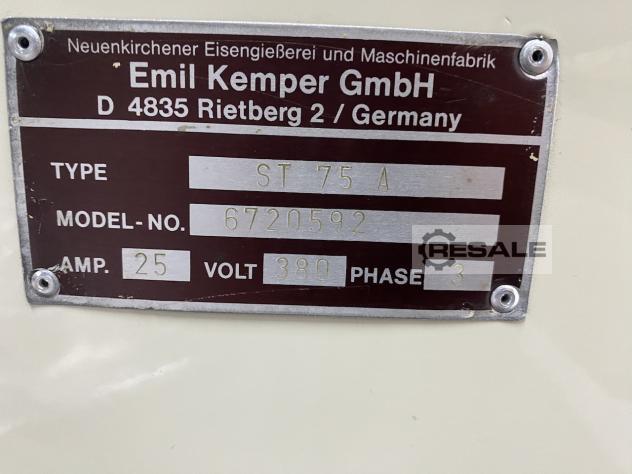 Neuenkirchener Eisengießerei und Maschinenfabrik
Emil Kemper GmbH
D 4835 Rietberg 2 / Germany
TYPE ST 75 A
MODEL-NO. 6720592
AMP. 25 VOLT 380 PHASE 3
RESALE